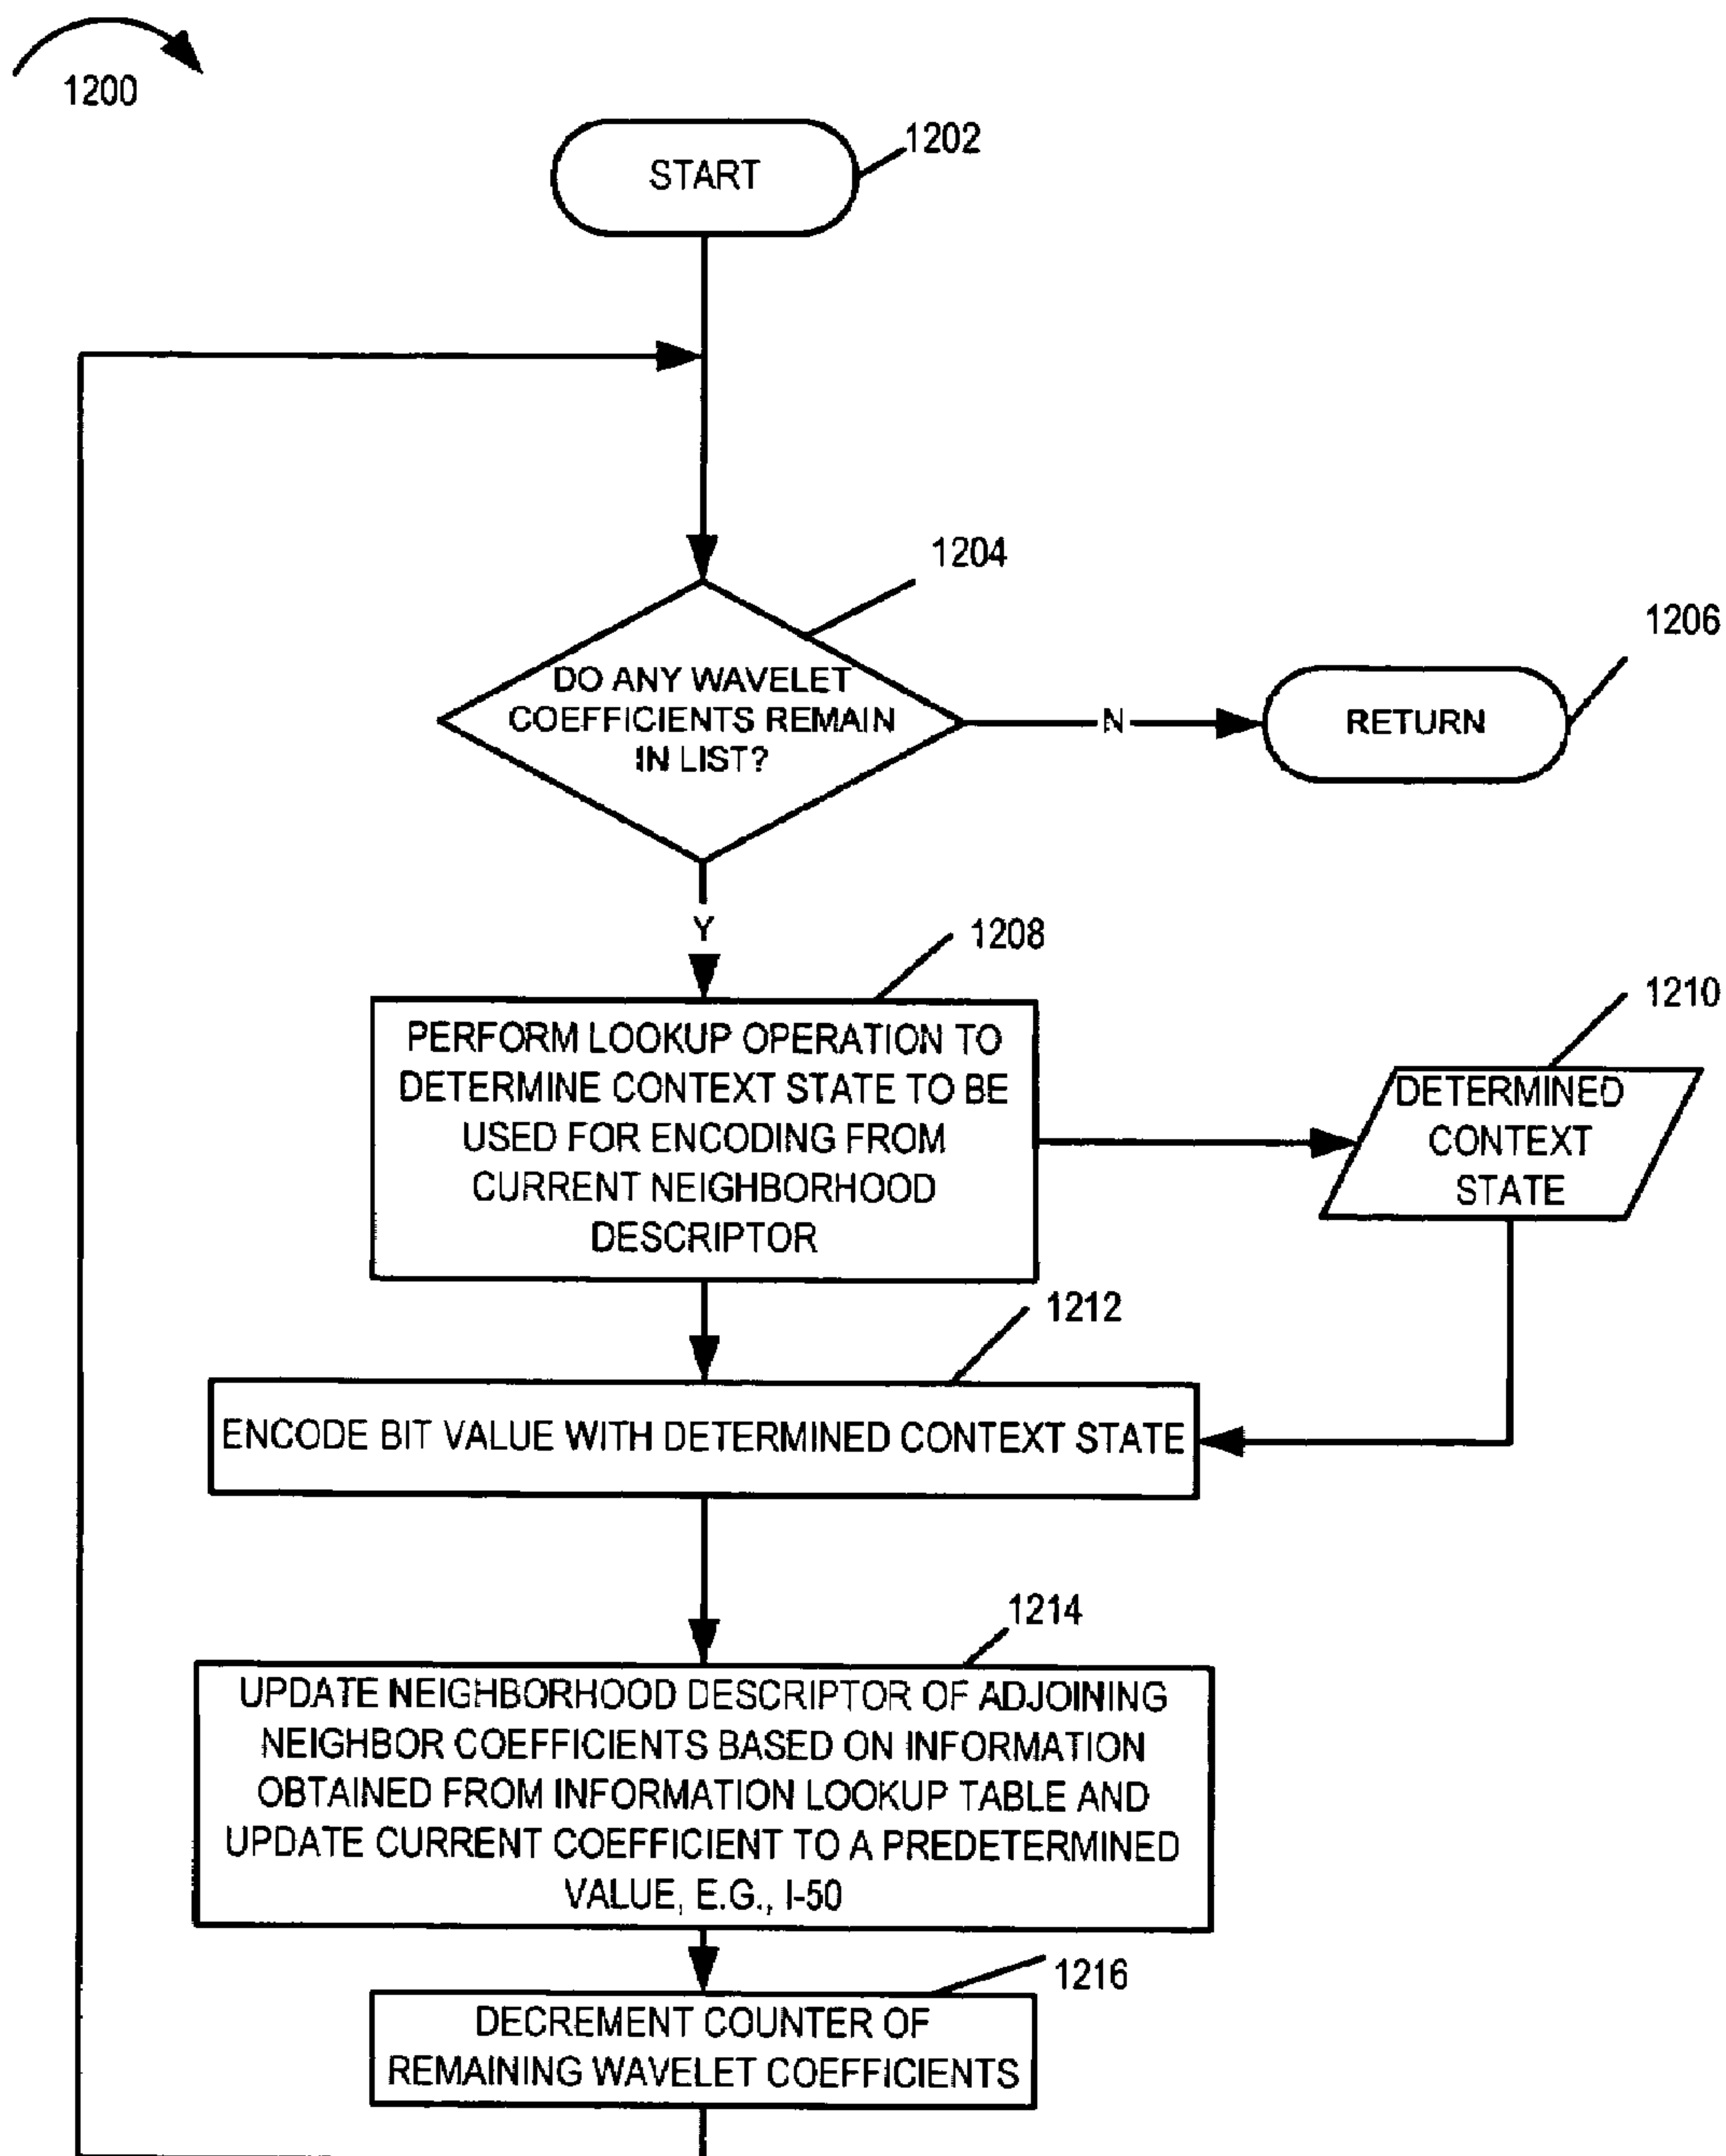 1200
START
1202
1204
DO ANY WAVELET
COEFFICIENTS REMAIN
IN LIST?
N
1206
RETURN
Y
1208
PERFORM LOOKUP OPERATION TO
DETERMINE CONTEXT STATE TO BE
USED FOR ENCODING FROM
CURRENT NEIGHBORHOOD
DESCRIPTOR
1210
DETERMINED
CONTEXT
STATE
1212
ENCODE BIT VALUE WITH DETERMINED CONTEXT STATE
1214
UPDATE NEIGHBORHOOD DESCRIPTOR OF ADJOINING
NEIGHBOR COEFFICIENTS BASED ON INFORMATION
OBTAINED FROM INFORMATION LOOKUP TABLE AND
UPDATE CURRENT COEFFICIENT TO A PREDETERMINED
VALUE, E.G., I-50
1216
DECREMENT COUNTER OF
REMAINING WAVELET COEFFICIENTS